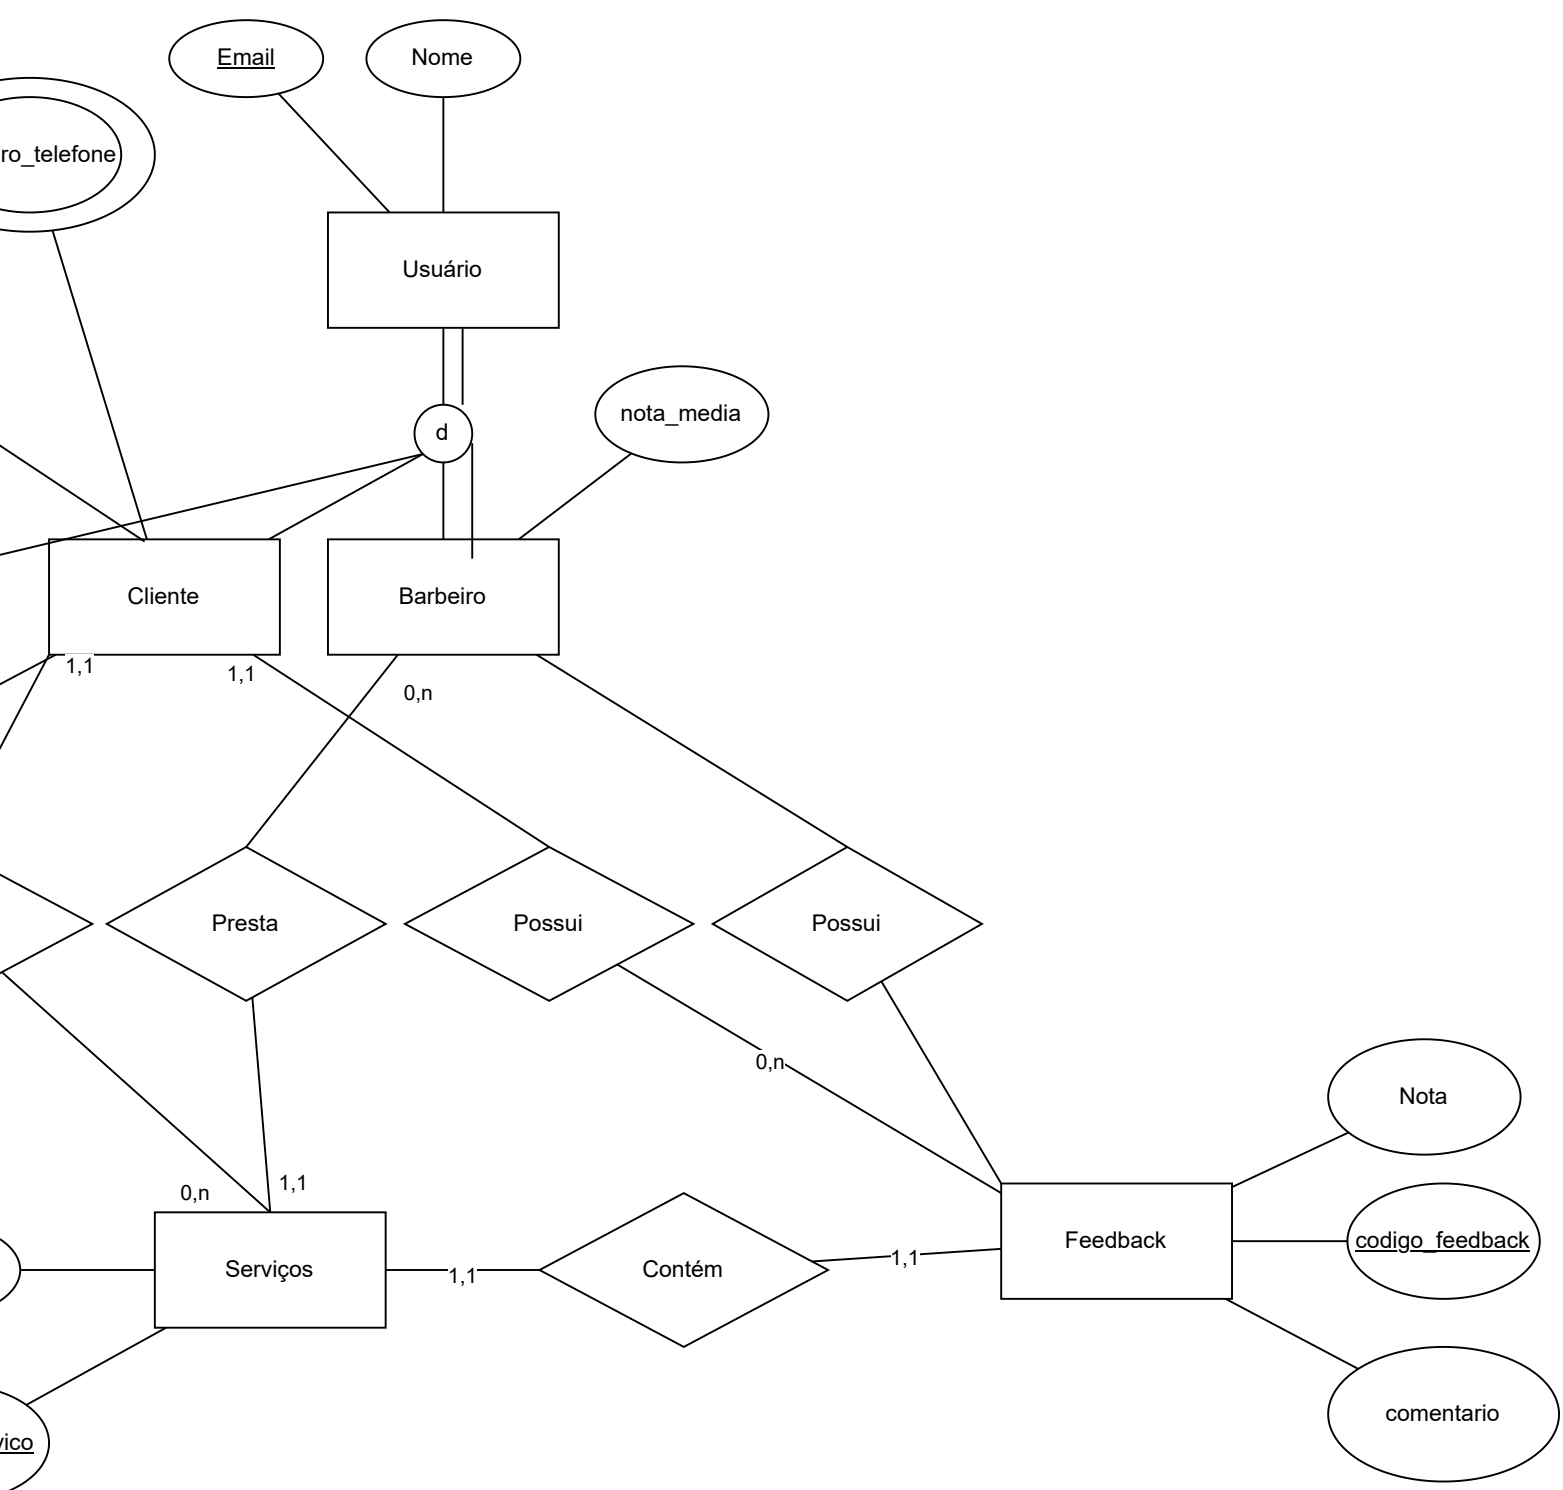 Email
Nome
ro_telefone
Usuário
nota_media
d
Cliente
Barbeiro
1,1
1,1
0,n
Presta
Possui
Possui
0,n
Nota
0,n
1,1
Feedback
codigo_feedback
Serviços
1,1
Contém
1,1
comentario
vico